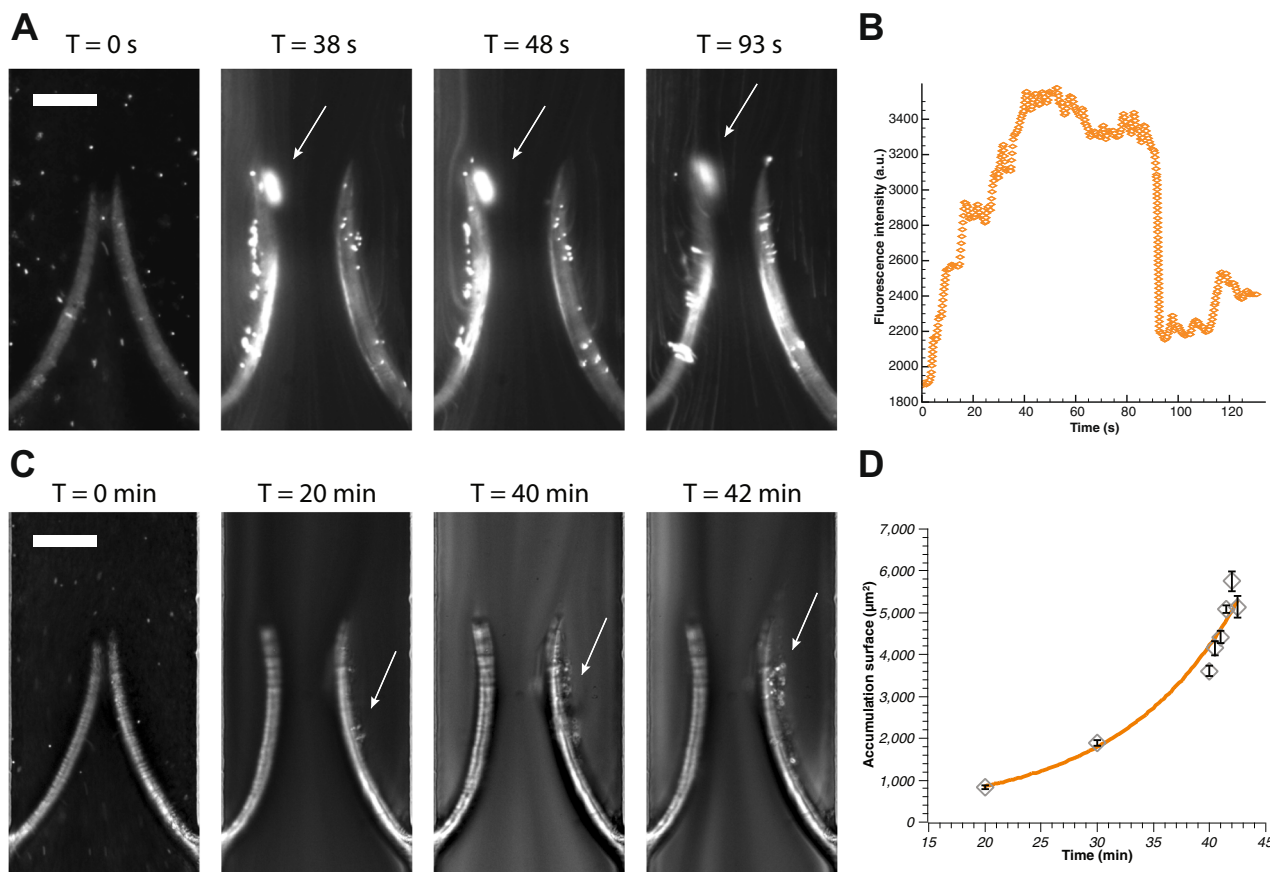 A
T = 0 s
T = 38 s
T = 48 s
T = 93 s
B
Fluorescence intensity (a.u.)
3400
3200
3000
2800
2600
2400
2200
2000
1800
0
20
40
60
80
100
120
Time (s)
C
T = 0 min
T = 20 min
T = 40 min
T = 42 min
D
Accumulation surface (µm²)
7,000
6,000
5,000
4,000
3,000
2,000
1,000
0
15
20
25
30
35
40
45
Time (min)